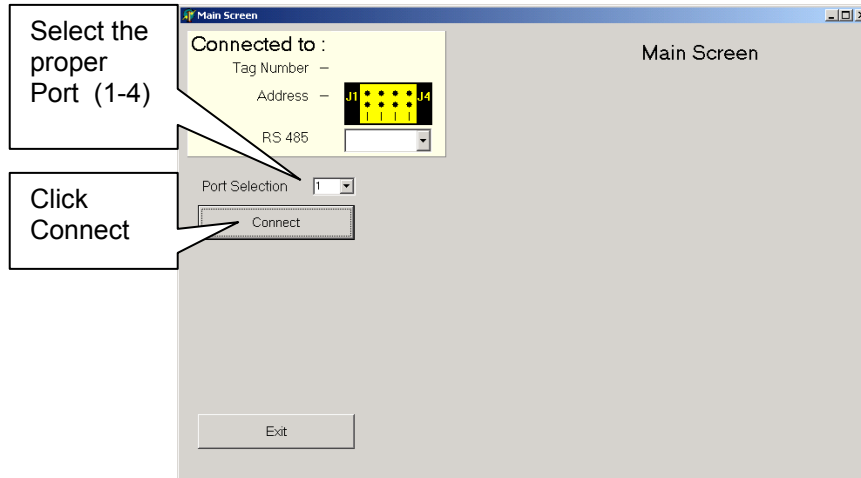 Select the
proper
Port (1-4)
Click
Connect
Main Screen
Connected to :
Tag Number –
Address –
J1
J4
RS 485
Port Selection
1
Connect
Exit
Main Screen